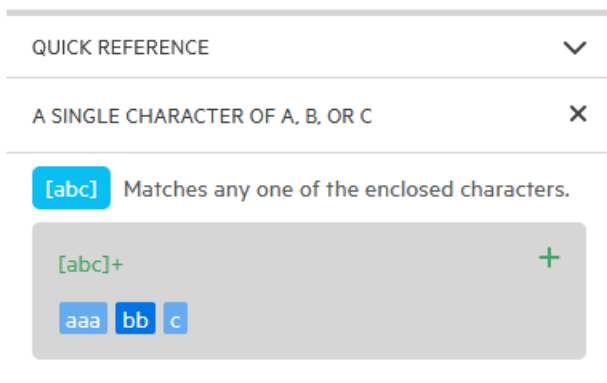 QUICK REFERENCE
A SINGLE CHARACTER OF A, B, OR C
[abc] Matches any one of the enclosed characters.
[abc]+
aaa bb c